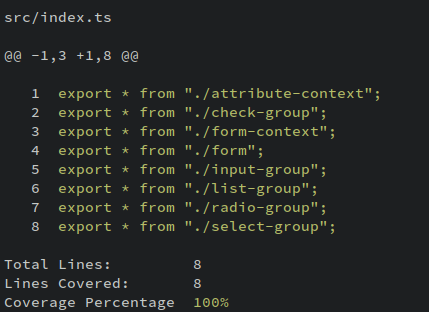 src/index.ts
@@ -1,3 +1,8 @@
1 export * from "./attribute-context";
2 export * from "./check-group";
3 export * from "./form-context";
4 export * from "./form";
5 export * from "./input-group";
6 export * from "./list-group";
7 export * from "./radio-group";
8 export * from "./select-group";
Total Lines: 8
Lines Covered: 8
Coverage Percentage 100%